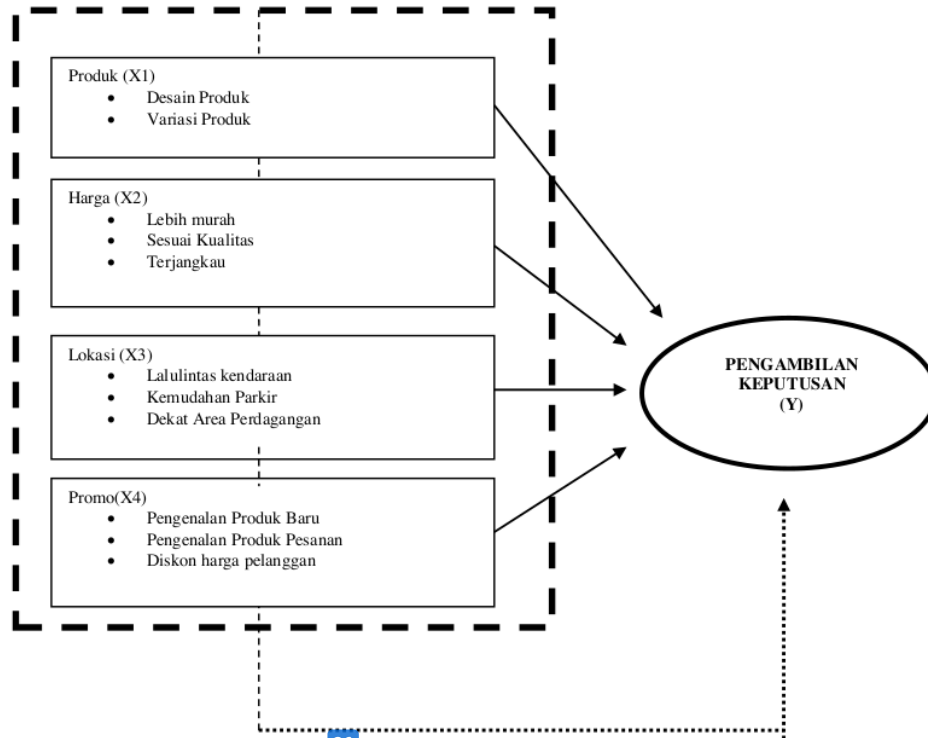 Produk (X1)
• Desain Produk
• Variasi Produk
Harga (X2)
• Lebih murah
• Sesuai Kualitas
• Terjangkau
Lokasi (X3)
• Lalulintas kendaraan
• Kemudahan Parkir
• Dekat Area Perdagangan
Promo(X4)
• Pengenalan Produk Baru
• Pengenalan Produk Pesanan
• Diskon harga pelanggan
PENGAMBILAN
KEPUTUSAN
(Y)